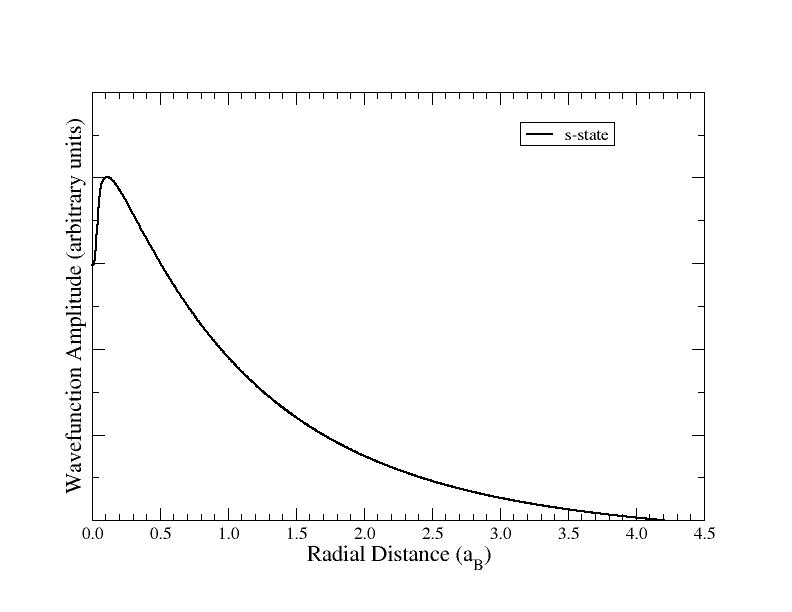 Wavefunction Amplitude (arbitrary units)
s-state
0.0 0.5 1.0 1.5 2.0 2.5 3.0 3.5 4.0 4.5
Radial Distance (a_B)